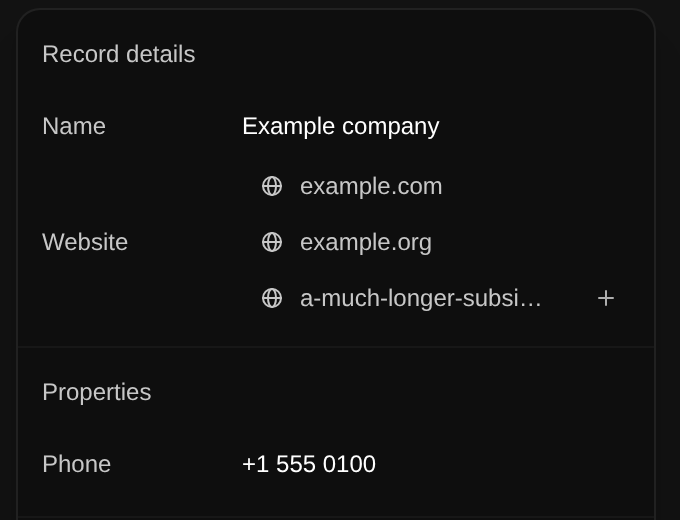 Record details
Name Example company
example.com
Website example.org
a-much-longer-subsi…
Properties
Phone +1 555 0100